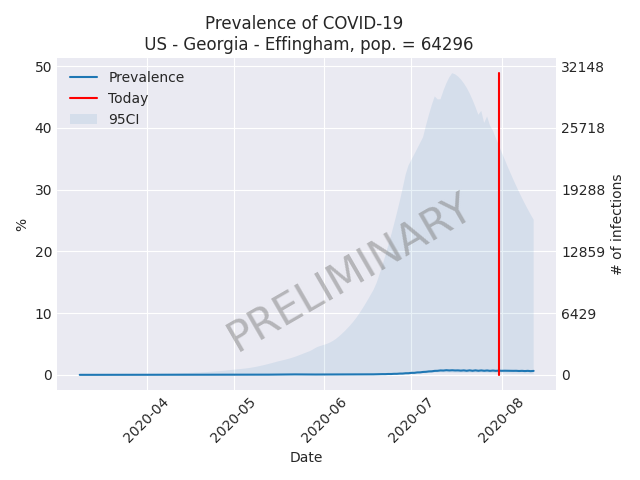 Prevalence of COVID-19
US - Georgia - Effingham, pop. = 64296
Prevalence
Today
95CI
50
40
30
20
10
0
%
32148
25718
19288
12859
6429
0
# of infections
PRELIMINARY
2020-04
2020-05
2020-06
2020-07
2020-08
Date